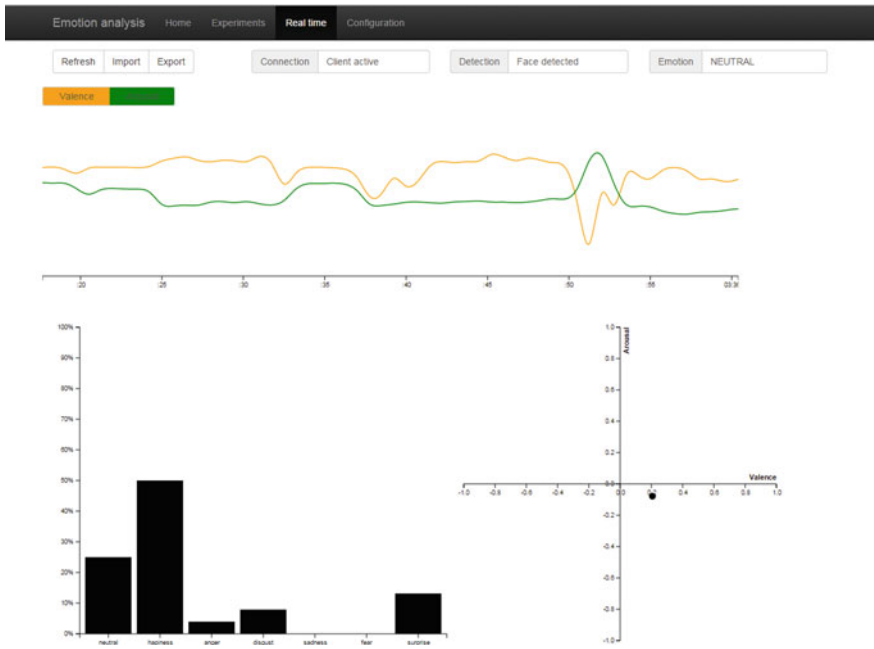 Emotion analysis Home Experiments Real time Configuration
Refresh Import Export Connection Client active Detection Face detected Emotion NEUTRAL
Valence
:20 :25 :30 :35 :40 :45 :50 :55
100%
90%
80%
70%
60%
50%
40%
30%
20%
10%
0%
neutral hapiness anger disgust sadness fear surprise
1.0
Arousal
0.8
0.6
0.4
0.2
0.0
Valence
-1.0 -0.8 -0.6 -0.4 -0.2 0.0 0.2 0.4 0.6 0.8 1.0
-0.2
-0.4
-0.6
-0.8
-1.0